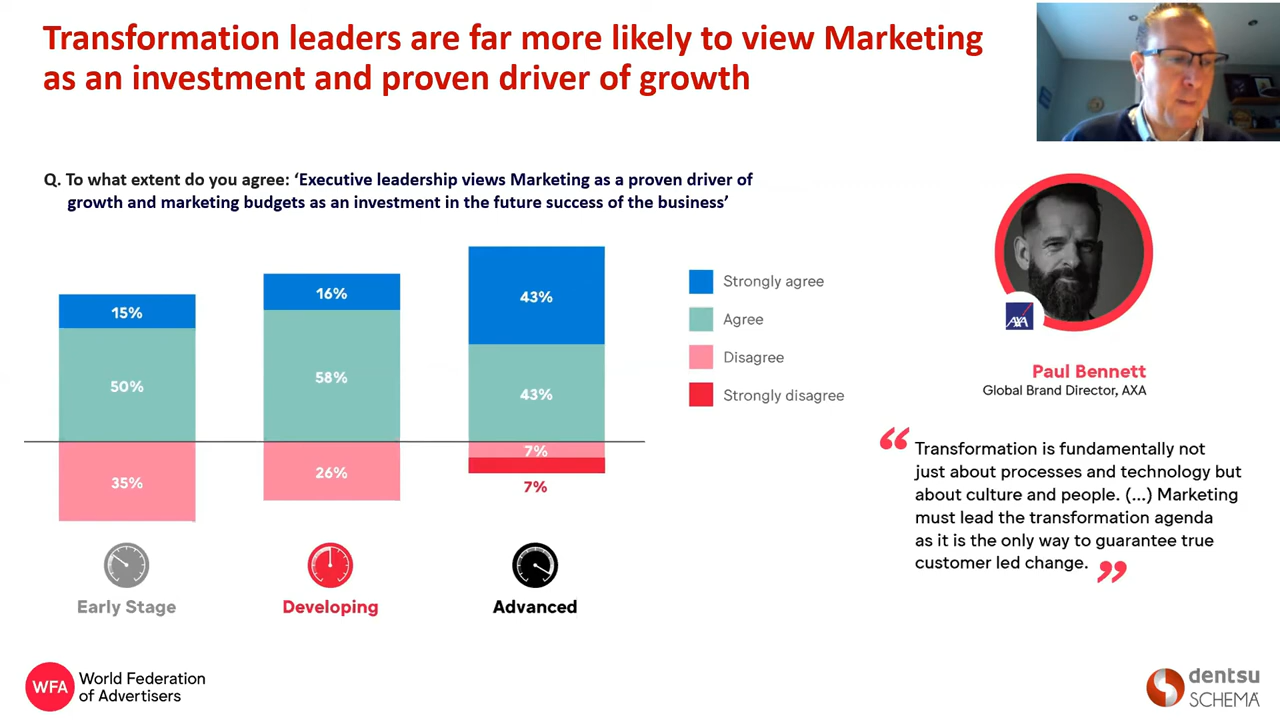 Transformation leaders are far more likely to view Marketing
as an investment and proven driver of growth
Q. To what extent do you agree: ‘Executive leadership views Marketing as a proven driver of
growth and marketing budgets as an investment in the future success of the business’
15%
16%
43%
50%
58%
43%
35%
26%
7%
7%
Strongly agree
Agree
Disagree
Strongly disagree
Early Stage
Developing
Advanced
AXA
Paul Bennett
Global Brand Director, AXA
“ Transformation is fundamentally not
just about processes and technology but
about culture and people. (...) Marketing
must lead the transformation agenda
as it is the only way to guarantee true
customer led change. ”
WFA
World Federation
of Advertisers
dentsu
SCHEMA